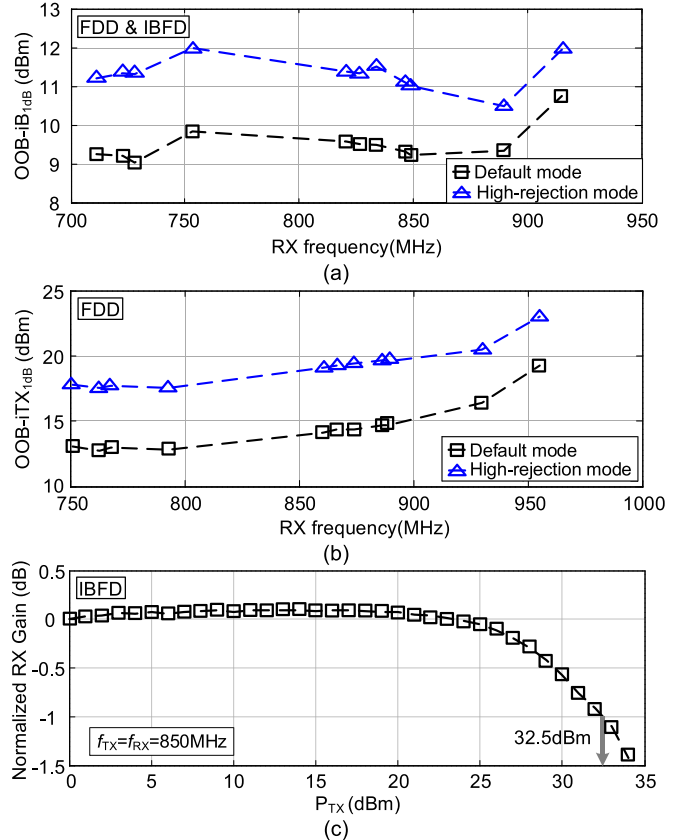 13
12
11
10
9
8
OOB-iB1dB (dBm)
FDD & IBFD
Default mode
High-rejection mode
700 750 800 850 900 950
RX frequency(MHz)
(a)
25
20
15
10
OOB-iTX1dB (dBm)
FDD
Default mode
High-rejection mode
750 800 850 900 950 1000
RX frequency(MHz)
(b)
0.5
0
-0.5
-1
-1.5
Normalized RX Gain (dB)
IBFD
fTX=fRX=850MHz
32.5dBm
0 5 10 15 20 25 30 35
PTX (dBm)
(c)